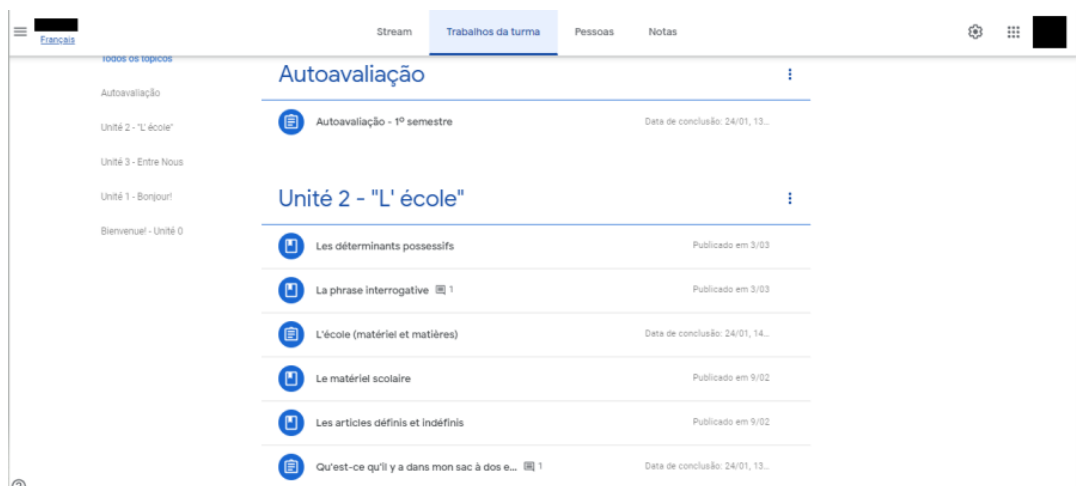 Stream Trabalhos da turma Pessoas Notas
Français
Todos os tópicos
Autoavaliação
Unité 2 - "L' école"
Unité 3 - Entre Nous
Unité 1 - Bonjour!
Bienvenue! - Unité 0
Autoavaliação
Autoavaliação - 1º semestre Data de conclusão: 24/01, 13...
Unité 2 - "L' école"
Les déterminants possessifs Publicado em 3/03
La phrase interrogative 1 Publicado em 3/03
L'école (matériel et matières) Data de conclusão: 24/01, 14...
Le matériel scolaire Publicado em 9/02
Les articles définis et indéfinis Publicado em 9/02
Qu'est-ce qu'il y a dans mon sac à dos e... 1 Data de conclusão: 24/01, 13...